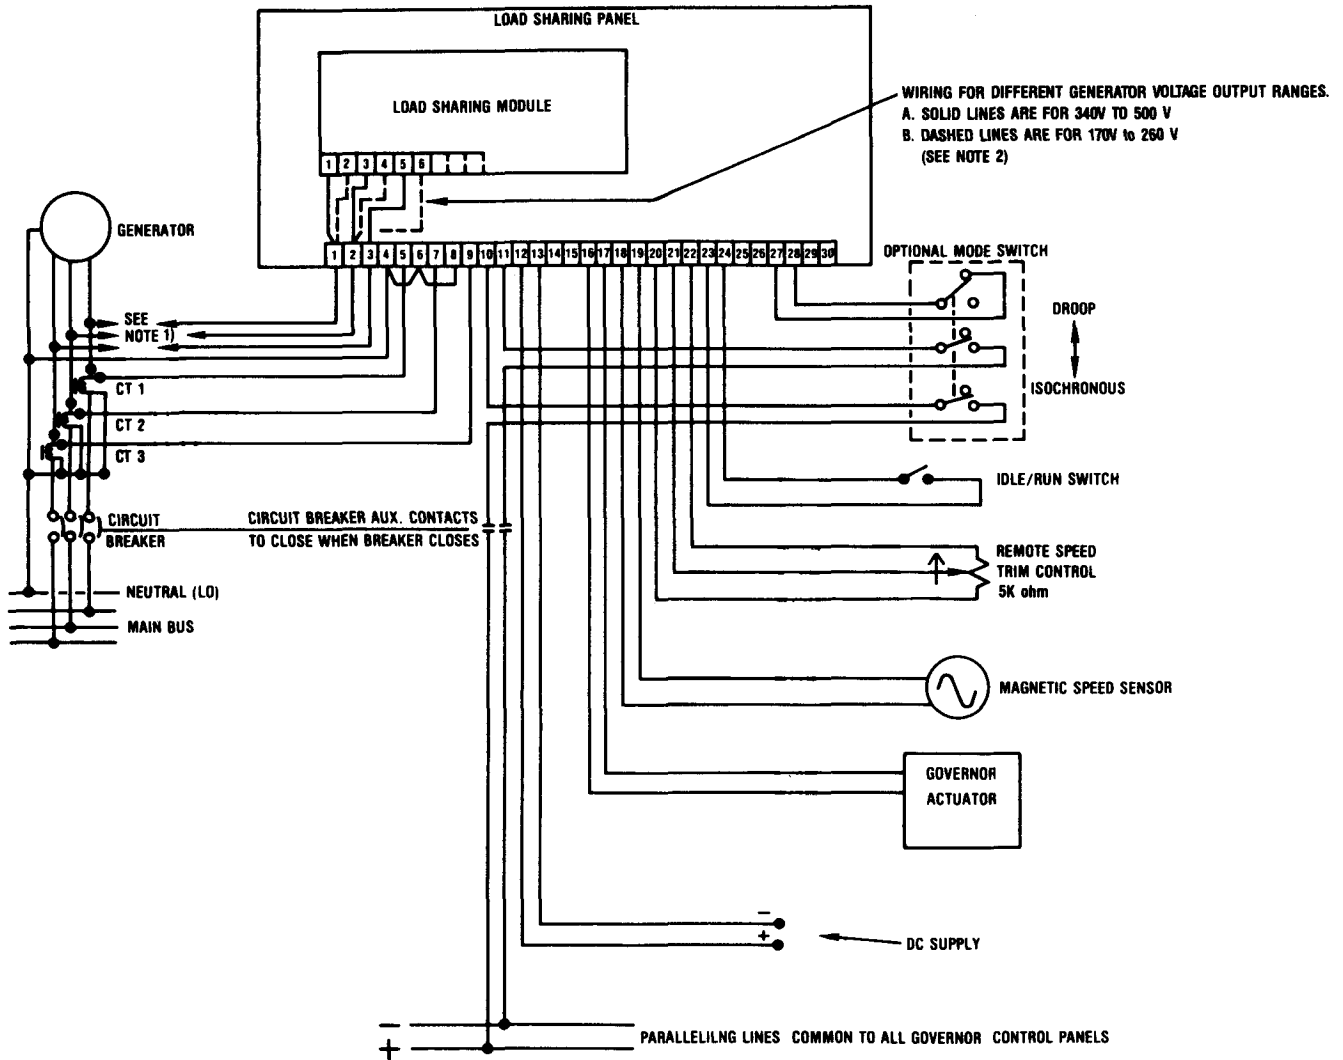 LOAD SHARING PANEL
LOAD SHARING MODULE
1 2 3 4 5 6
WIRING FOR DIFFERENT GENERATOR VOLTAGE OUTPUT RANGES.
A. SOLID LINES ARE FOR 340V TO 500 V
B. DASHED LINES ARE FOR 170V to 260 V
(SEE NOTE 2)
GENERATOR
1 2 3 4 5 6 7 8 9 10 11 12 13 14 15 16 17 18 19 20 21 22 23 24 25 26 27 28 29 30
OPTIONAL MODE SWITCH
DROOP
ISOCHRONOUS
SEE
NOTE 1)
CT 1
CT 2
CT 3
CIRCUIT
BREAKER
CIRCUIT BREAKER AUX. CONTACTS
TO CLOSE WHEN BREAKER CLOSES
IDLE/RUN SWITCH
REMOTE SPEED
TRIM CONTROL
5K ohm
NEUTRAL (LO)
MAIN BUS
MAGNETIC SPEED SENSOR
GOVERNOR
ACTUATOR
−
+
DC SUPPLY
−
+
PARALLELILNG LINES COMMON TO ALL GOVERNOR CONTROL PANELS